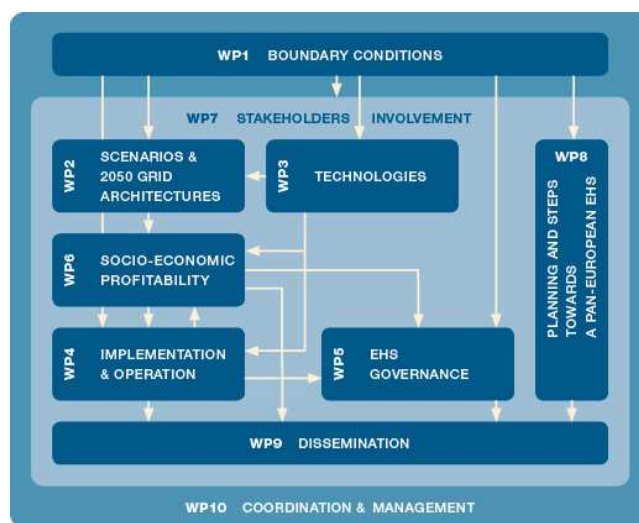 WP1 BOUNDARY CONDITIONS
WP7 STAKEHOLDERS INVOLVEMENT
WP2
SCENARIOS &
2050 GRID
ARCHITECTURES
WP3
TECHNOLOGIES
WP8
PLANNING AND STEPS
TOWARDS
A PAN-EUROPEAN EHS
WP6
SOCIO-ECONOMIC
PROFITABILITY
WP4
IMPLEMENTATION
& OPERATION
WP5
EHS
GOVERNANCE
WP9 DISSEMINATION
WP10 COORDINATION & MANAGEMENT